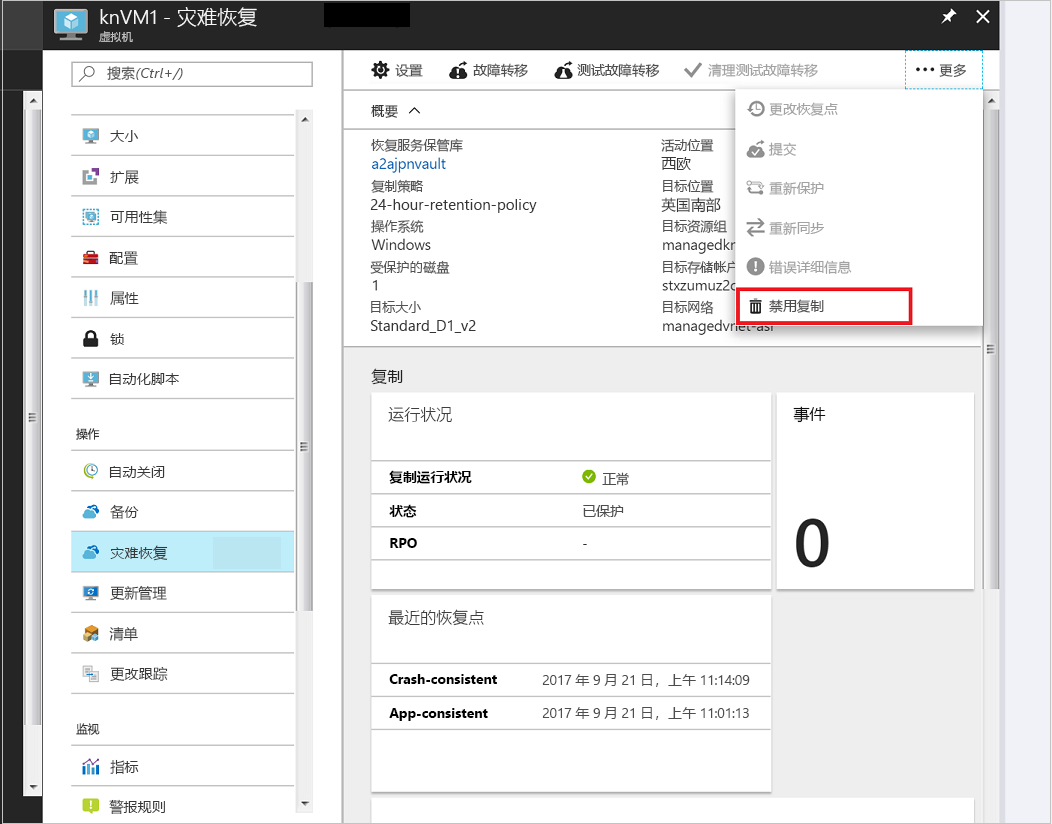 knVM1 - 灾难恢复
虚拟机
搜索(Ctrl+/)
大小
扩展
可用性集
配置
属性
锁
自动化脚本
操作
自动关闭
备份
灾难恢复
更新管理
清单
更改跟踪
监视
指标
警报规则
设置 故障转移 测试故障转移 清理测试故障转移 ••• 更多
概要
恢复服务保管库
a2ajpnvault
复制策略
24-hour-retention-policy
操作系统
Windows
受保护的磁盘
1
目标大小
Standard_D1_v2
活动位置
西欧
目标位置
英国南部
目标资源组
managedkn
目标存储帐户
stxzumuz2
目标网络
managedvnet-asr
更改恢复点
提交
重新保护
重新同步
错误详细信息
禁用复制
复制
运行状况
复制运行状况 正常
状态 已保护
RPO -
事件
0
最近的恢复点
Crash-consistent 2017 年 9 月 21 日，上午 11:14:09
App-consistent 2017 年 9 月 21 日，上午 11:01:13